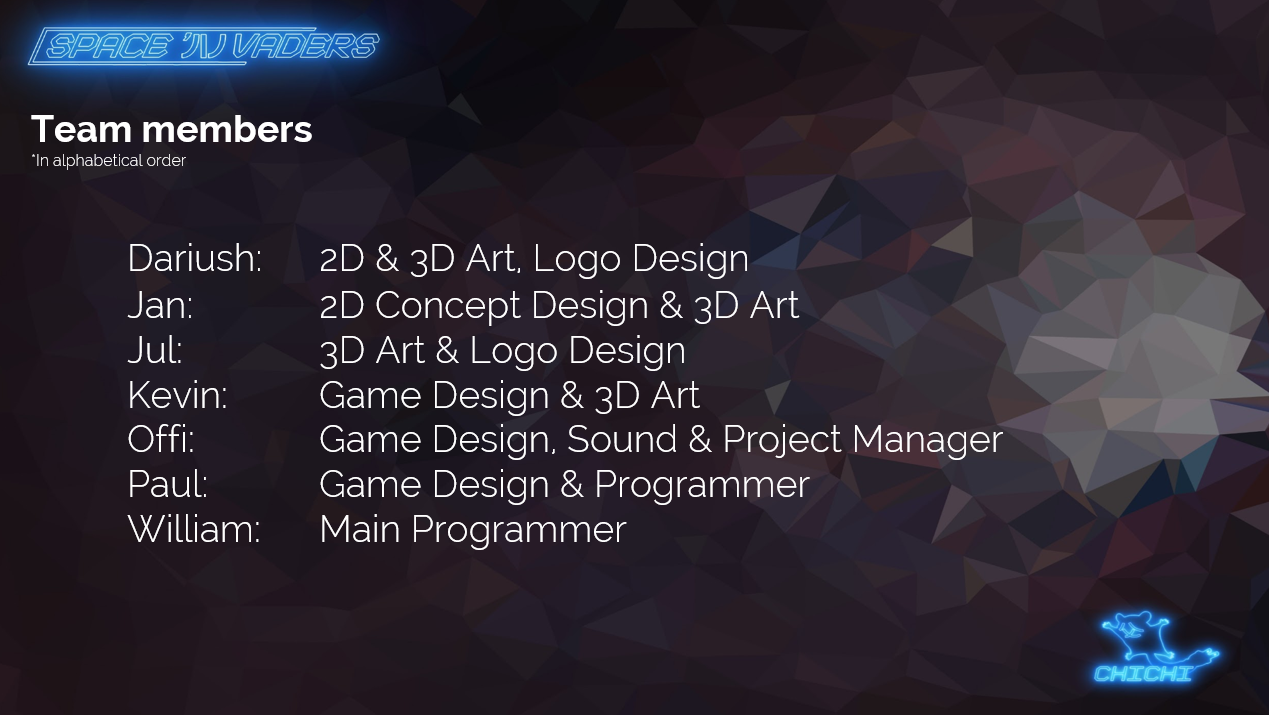 SPACE 'N VADERS
Team members
*In alphabetical order
Dariush: 2D & 3D Art, Logo Design
Jan: 2D Concept Design & 3D Art
Jul: 3D Art & Logo Design
Kevin: Game Design & 3D Art
Offi: Game Design, Sound & Project Manager
Paul: Game Design & Programmer
William: Main Programmer
CHICHI